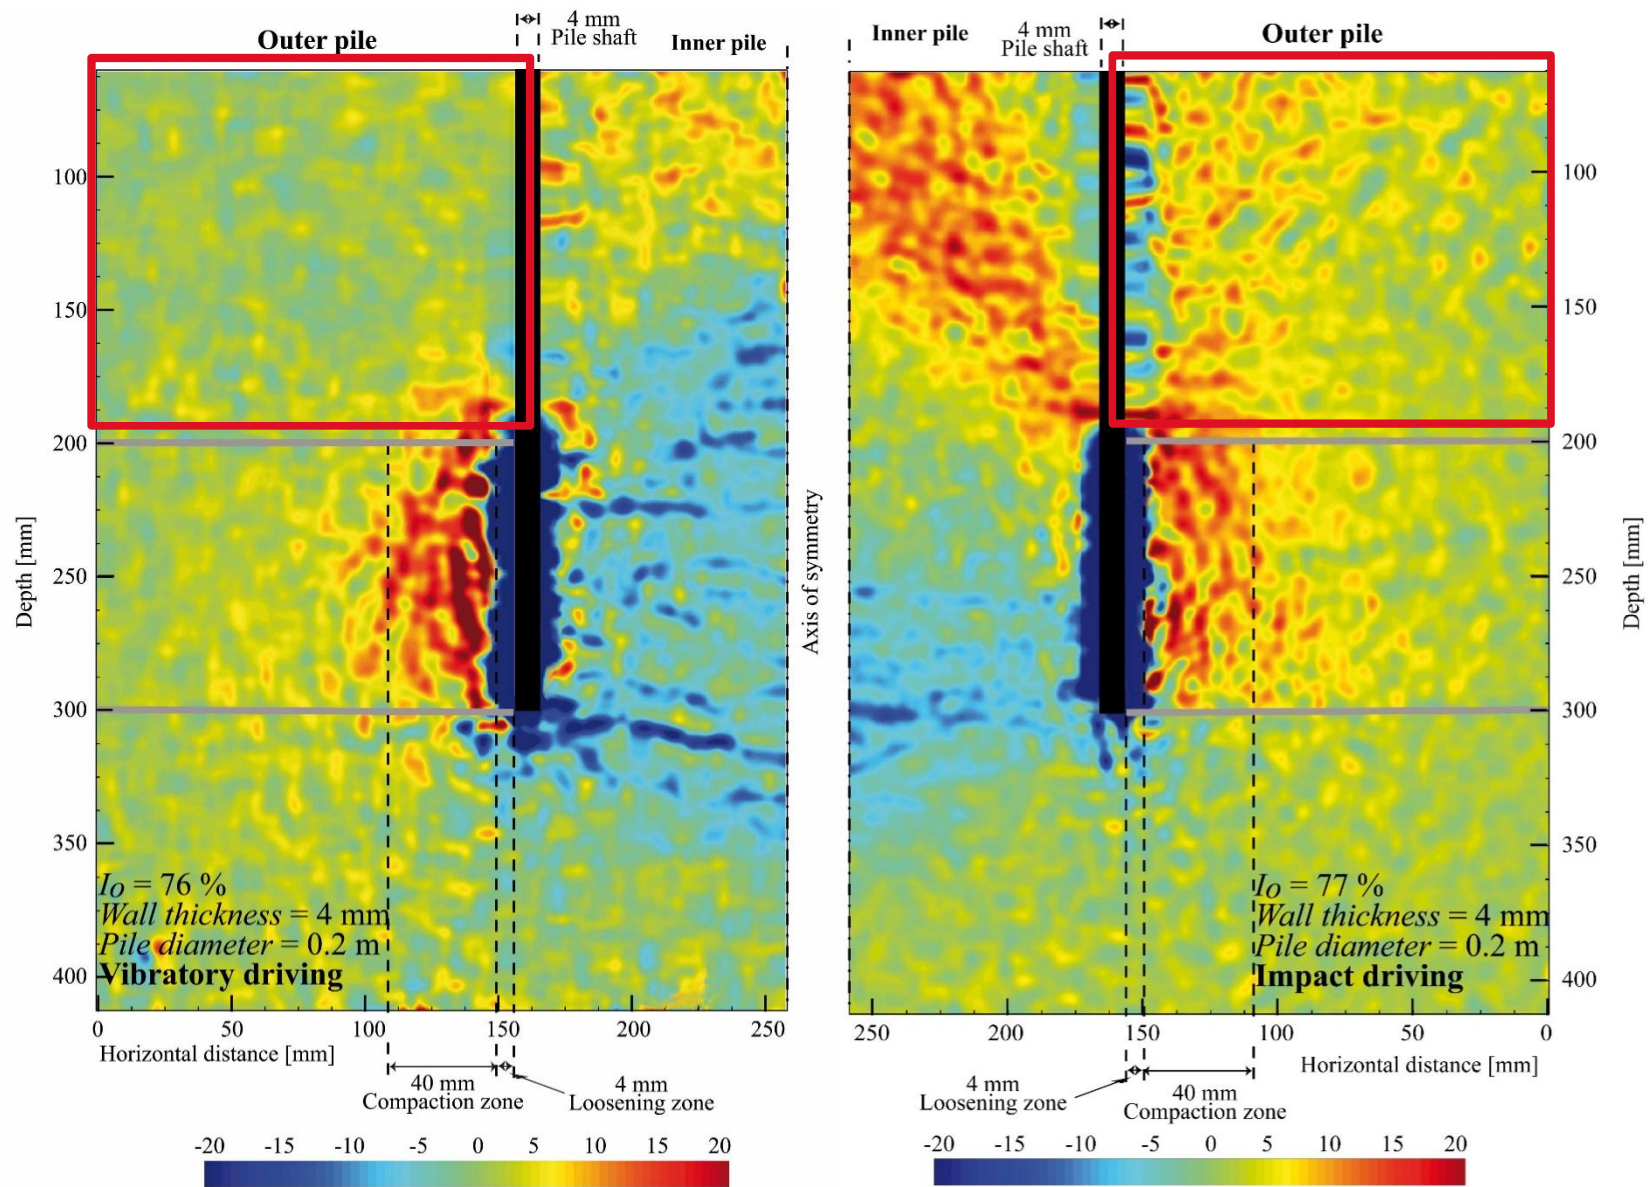 4 mm
Pile shaft
Outer pile
Inner pile
100
150
200
250
300
350
400
Depth [mm]
Axis of symmetry
I_O = 76 %
Wall thickness = 4 mm
Pile diameter = 0.2 m
Vibratory driving
0 50 100 150 200 250
Horizontal distance [mm]
40 mm
Compaction zone
4 mm
Loosening zone
-20 -15 -10 -5 0 5 10 15 20
Inner pile
4 mm
Pile shaft
Outer pile
100
150
200
250
300
350
400
Depth [mm]
I_O = 77 %
Wall thickness = 4 mm
Pile diameter = 0.2 m
Impact driving
250 200 150 100 50 0
Horizontal distance [mm]
4 mm
Loosening zone
40 mm
Compaction zone
-20 -15 -10 -5 0 5 10 15 20